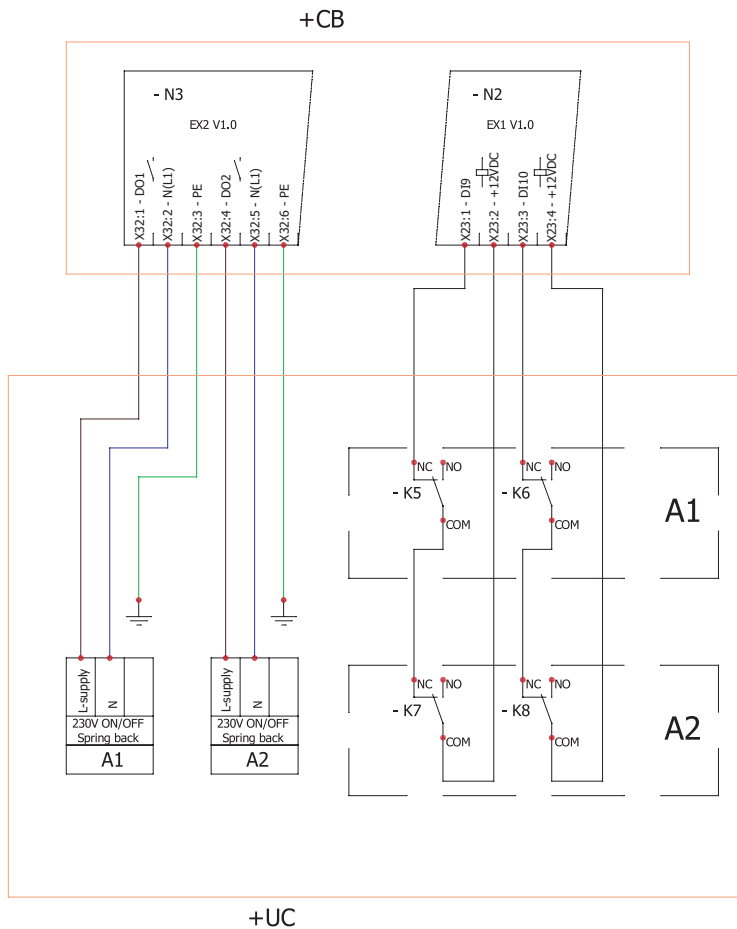 +CB
- N3
EX2 V1.0
X32:1 - DO1
X32:2 - N(L1)
X32:3 - PE
X32:4 - DO2
X32:5 - N(L1)
X32:6 - PE
- N2
EX1 V1.0
X23:1 - DI9
X23:2 - +12VDC
X23:3 - DI10
X23:4 - +12VDC
NC NO
- K5
COM
NC NO
- K6
COM
A1
L-supply
N
230V ON/OFF
Spring back
A1
L-supply
N
230V ON/OFF
Spring back
A2
NC NO
- K7
COM
NC NO
- K8
COM
A2
+UC